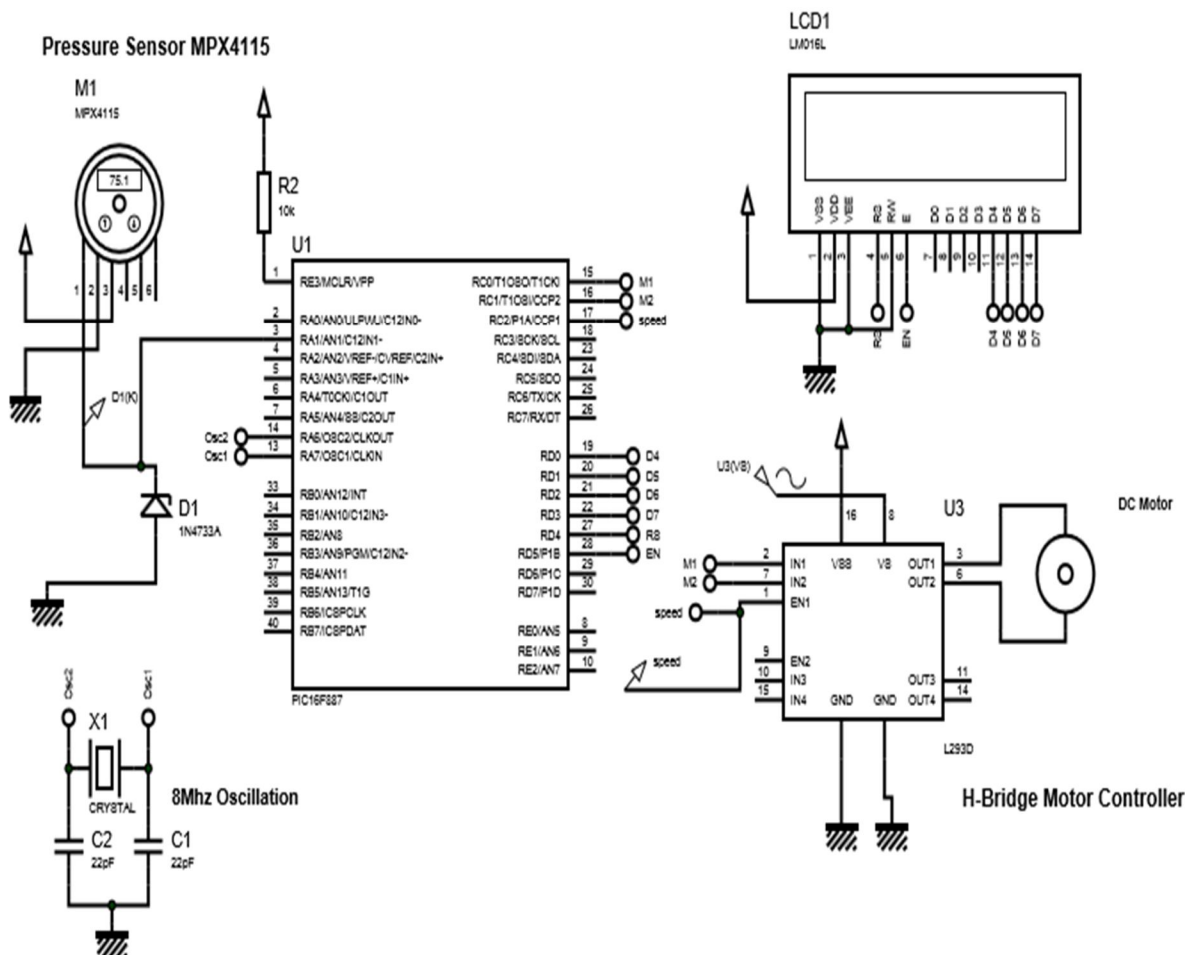 Pressure Sensor MPX4115
M1
MPX4115
75.1
1 2 3 4 5 6
R2
10k
LCD1
LM016L
VSS VDD VEE RS RW E D0 D1 D2 D3 D4 D5 D6 D7
1 2 3 4 5 6 7 8 9 10 11 12 13 14
RS EN D4 D5 D6 D7
U1
1 RE3/MCLR/VPP
2 RA0/AN0/ULPWU/C12IN0-
3 RA1/AN1/C12IN1-
4 RA2/AN2/VREF-/CVREF/C2IN+
5 RA3/AN3/VREF+/C1IN+
6 RA4/T0CKI/C1OUT
7 RA5/AN4/SS/C2OUT
Osc2 14 RA6/OSC2/CLKOUT
Osc1 13 RA7/OSC1/CLKIN
33 RB0/AN12/INT
34 RB1/AN10/C12IN3-
35 RB2/AN8
36 RB3/AN9/PGM/C12IN2-
37 RB4/AN11
38 RB5/AN13/T1G
39 RB6/ICSPCLK
40 RB7/ICSPDAT
RC0/T1OSO/T1CKI 15 M1
RC1/T1OSI/CCP2 16 M2
RC2/P1A/CCP1 17 speed
RC3/SCK/SCL 18
RC4/SDI/SDA 23
RC5/SDO 24
RC6/TX/CK 25
RC7/RX/DT 26
RD0 19 D4
RD1 20 D5
RD2 21 D6
RD3 22 D7
RD4 27 RS
RD5/P1B 28 EN
RD6/P1C 29
RD7/P1D 30
RE0/AN5 8
RE1/AN6 9
RE2/AN7 10
PIC16F887
D1(K)
D1
1N4733A
U3(VS)
16 8
U3
DC Motor
M1 2 IN1
M2 7 IN2
speed 1 EN1
speed
9 EN2
10 IN3
15 IN4
VSS VS
OUT1 3
OUT2 6
OUT3 11
OUT4 14
GND GND
L293D
H-Bridge Motor Controller
Osc2 Osc1
X1
CRYSTAL
8Mhz Oscillation
C2
22pF
C1
22pF